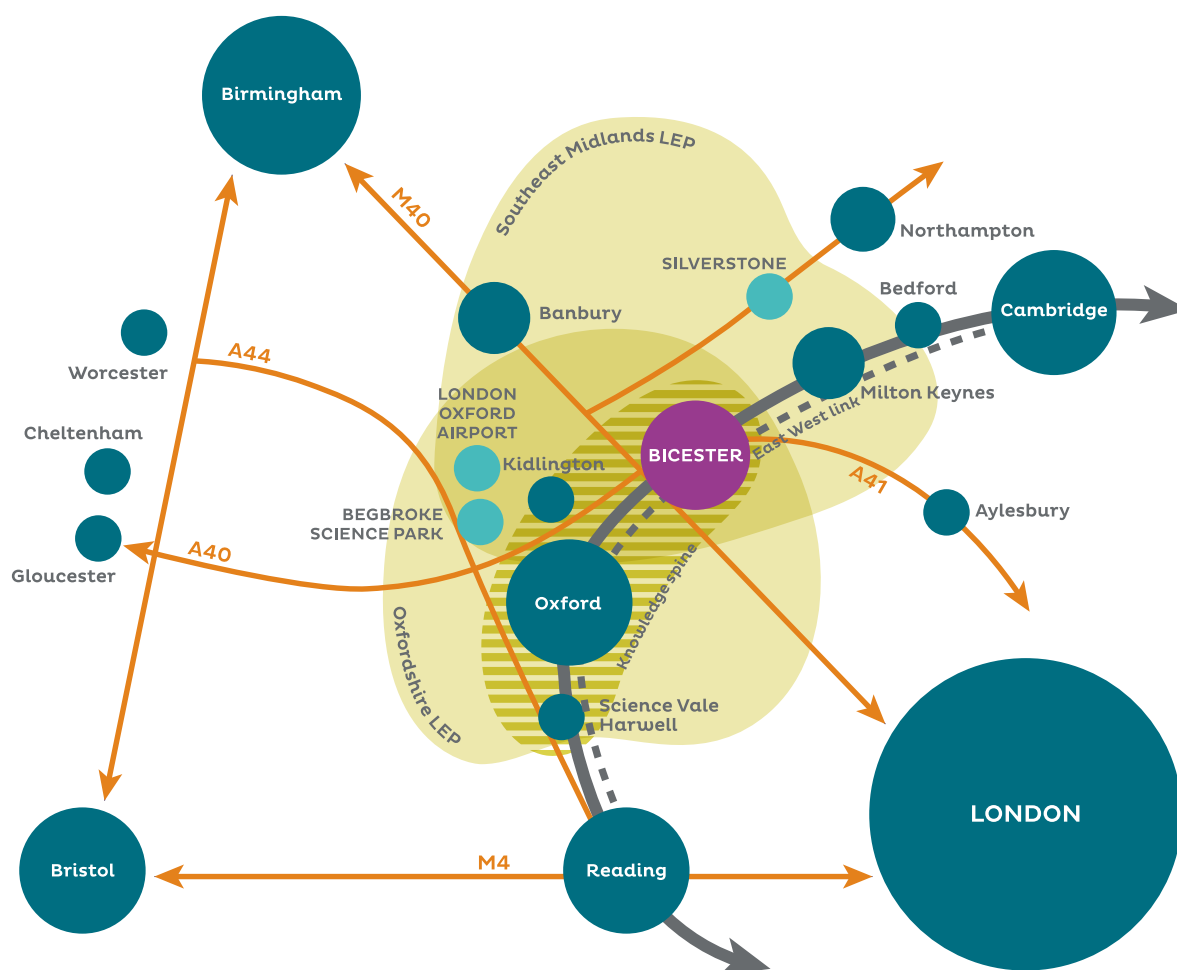 Birmingham
Southeast Midlands LEP
M40
Northampton
SILVERSTONE
Bedford
Cambridge
Banbury
Worcester
A44
LONDON
OXFORD
AIRPORT
Milton Keynes
East West link
BICESTER
Cheltenham
Kidlington
A41
BEGBROKE
SCIENCE PARK
Aylesbury
A40
Gloucester
Oxford
Knowledge spine
Oxfordshire LEP
Science Vale
Harwell
LONDON
M4
Bristol
Reading